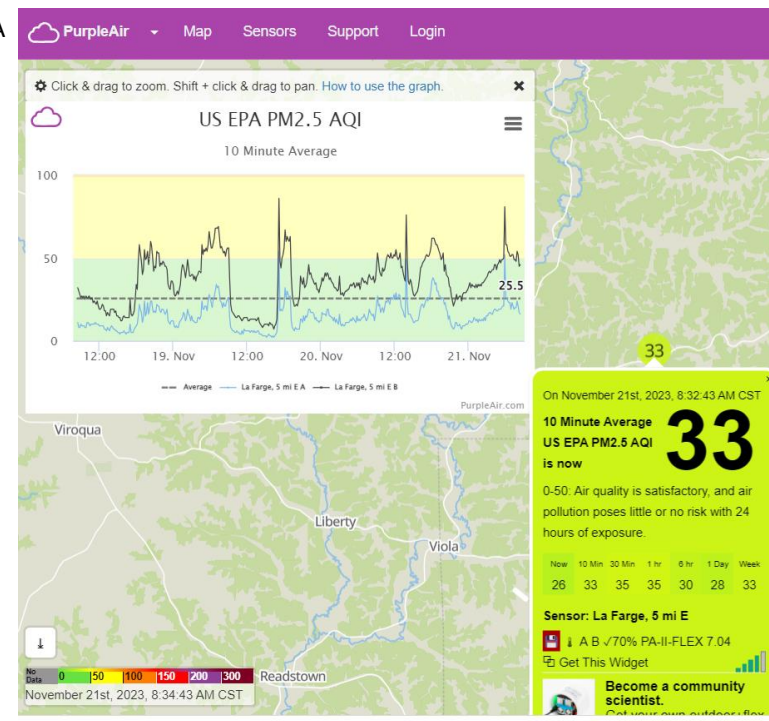 A
PurpleAir Map Sensors Support Login
Click & drag to zoom. Shift + click & drag to pan. How to use the graph. ×
US EPA PM2.5 AQI
10 Minute Average
100
50
0
25.5
12:00 19. Nov 12:00 20. Nov 12:00 21. Nov
Average La Farge, 5 mi E A La Farge, 5 mi E B
PurpleAir.com
33
Viroqua
Liberty
Viola
Readstown
On November 21st, 2023, 8:32:43 AM CST
10 Minute Average
US EPA PM2.5 AQI
is now
33
0-50: Air quality is satisfactory, and air
pollution poses little or no risk with 24
hours of exposure.
Now 10 Min 30 Min 1 hr 6 hr 1 Day Week
26 33 35 35 30 28 33
Sensor: La Farge, 5 mi E
A B √70% PA-II-FLEX 7.04
Get This Widget
Become a community
scientist.
No Data 0 50 100 150 200 300
November 21st, 2023, 8:34:43 AM CST